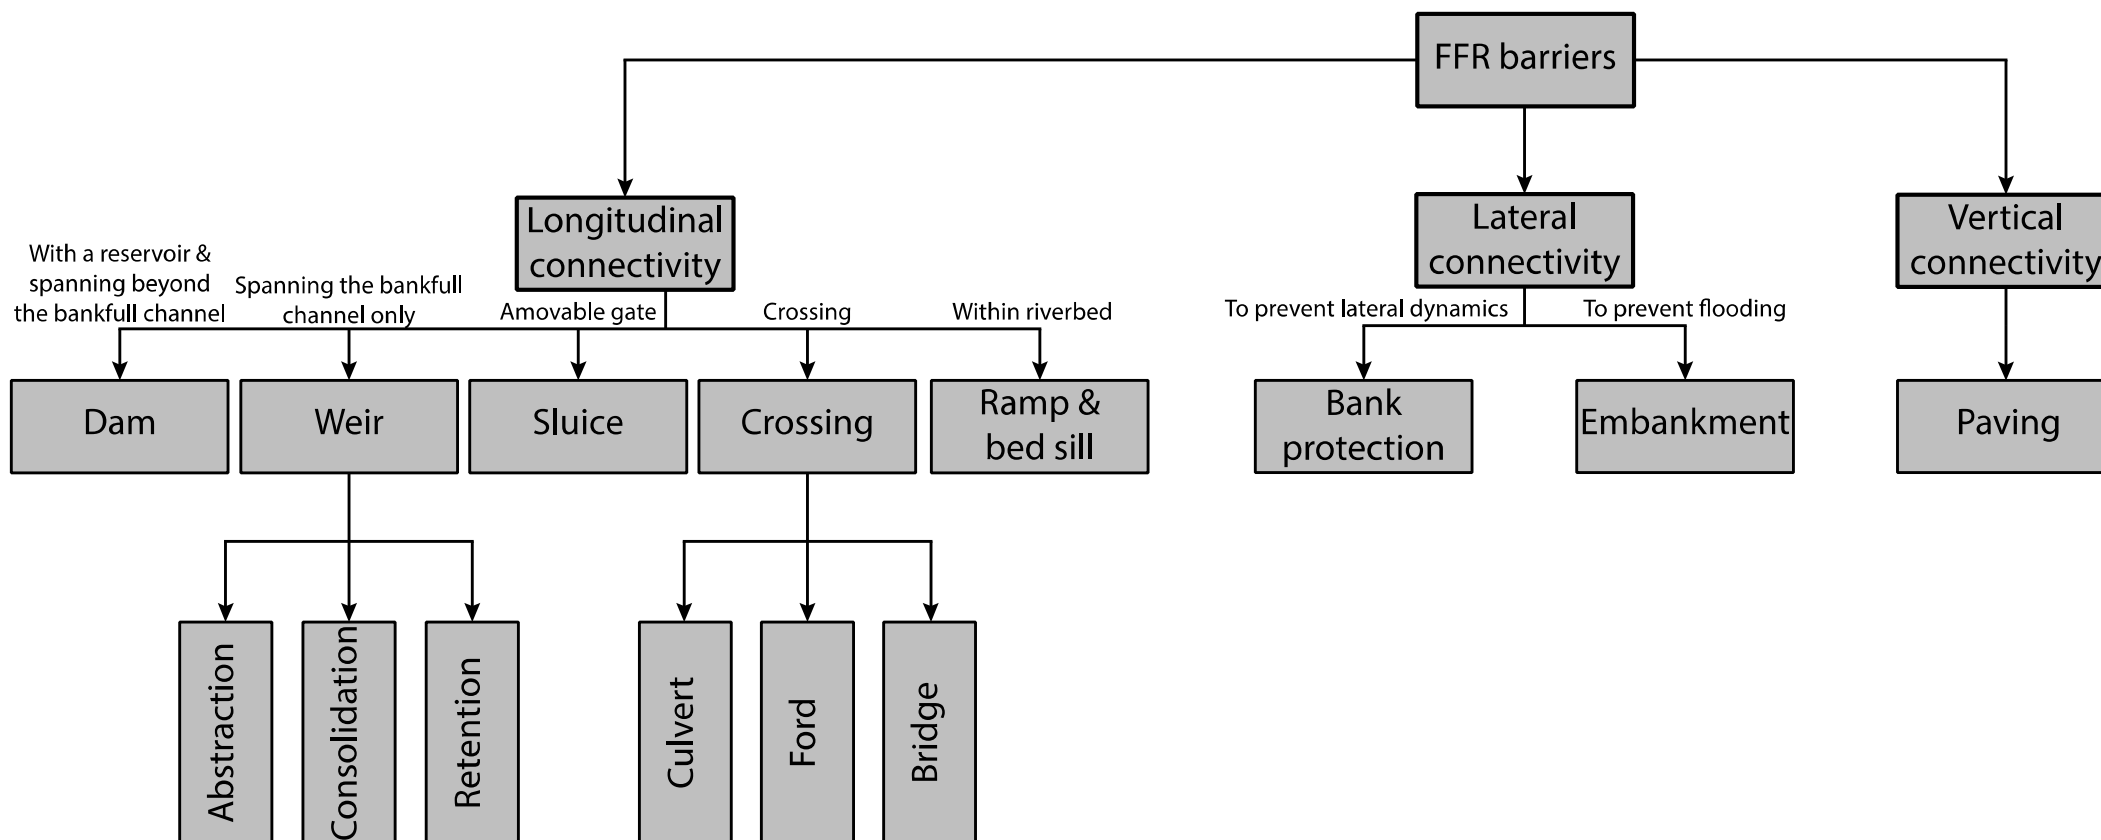 FFR barriers
Longitudinal
connectivity
Lateral
connectivity
Vertical
connectivity
With a reservoir &
spanning beyond
the bankfull channel
Spanning the bankfull
channel only
Amovable gate
Crossing
Within riverbed
To prevent lateral dynamics
To prevent flooding
Dam
Weir
Sluice
Crossing
Ramp &
bed sill
Bank
protection
Embankment
Paving
Abstraction
Consolidation
Retention
Culvert
Ford
Bridge